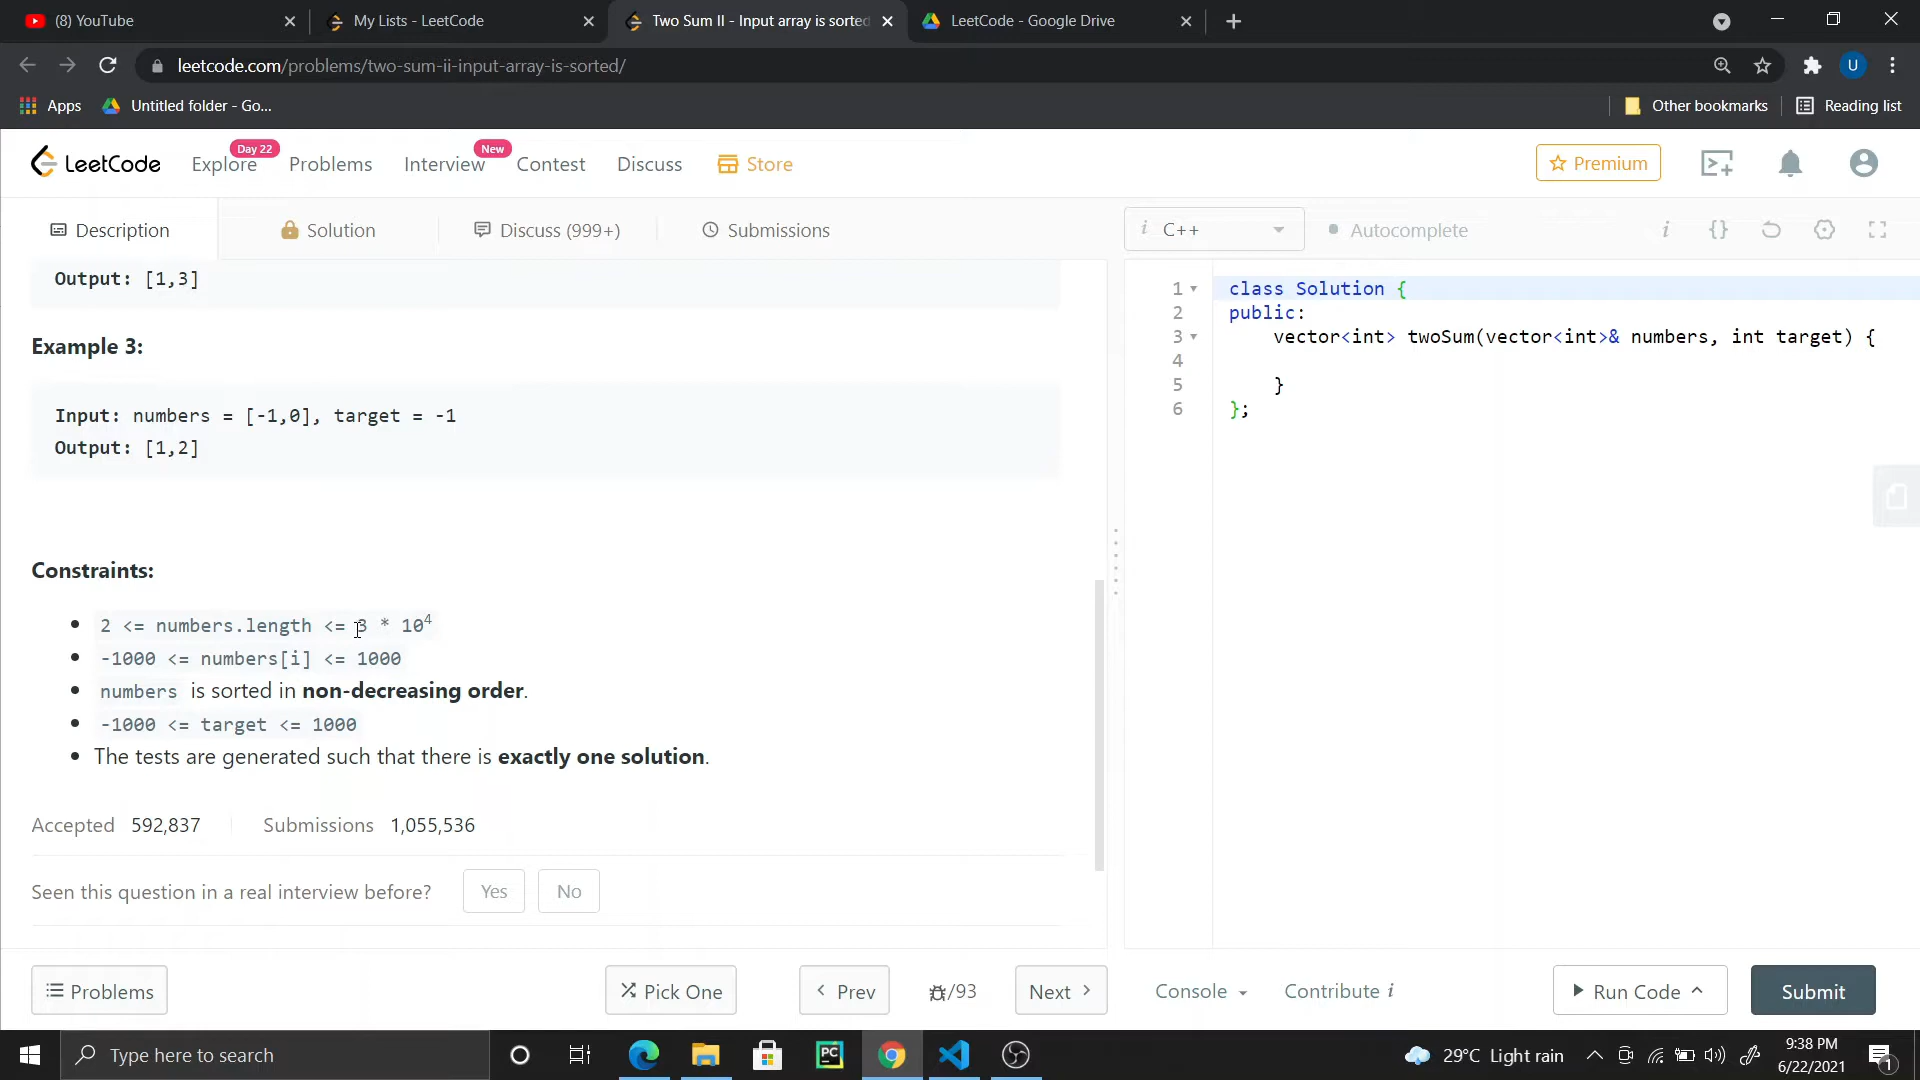 (8) YouTube
My Lists - LeetCode
Two Sum II - Input array is sorted
LeetCode - Google Drive
leetcode.com/problems/two-sum-ii-input-array-is-sorted/
U
Apps
Untitled folder - Go...
Other bookmarks
Reading list
LeetCode
Explore
Day 22
Problems
Interview
New
Contest
Discuss
Store
Premium
Description
Solution
Discuss (999+)
Submissions
C++
Autocomplete
Output: [1,3]
Example 3:
Input: numbers = [-1,0], target = -1
Output: [1,2]
Constraints:
2 <= numbers.length <= 3 * 10⁴
-1000 <= numbers[i] <= 1000
numbers is sorted in non-decreasing order.
-1000 <= target <= 1000
The tests are generated such that there is exactly one solution.
Accepted 592,837 Submissions 1,055,536
Seen this question in a real interview before? Yes No
1 class Solution {
2 public:
3 vector<int> twoSum(vector<int>& numbers, int target) {
4
5 }
6 };
Problems
Pick One
Prev
/93
Next
Console
Contribute i
Run Code
Submit
Type here to search
PC
29°C Light rain
9:38 PM
6/22/2021
1